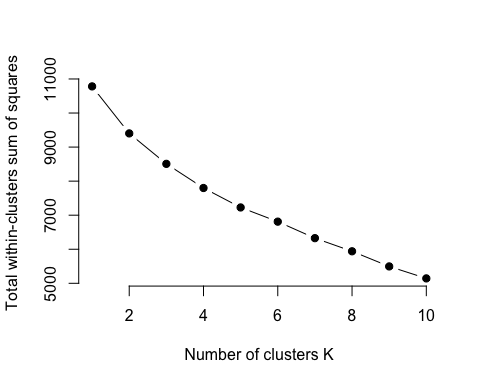 Total within-clusters sum of squares
11000
9000
7000
5000
2 4 6 8 10
Number of clusters K